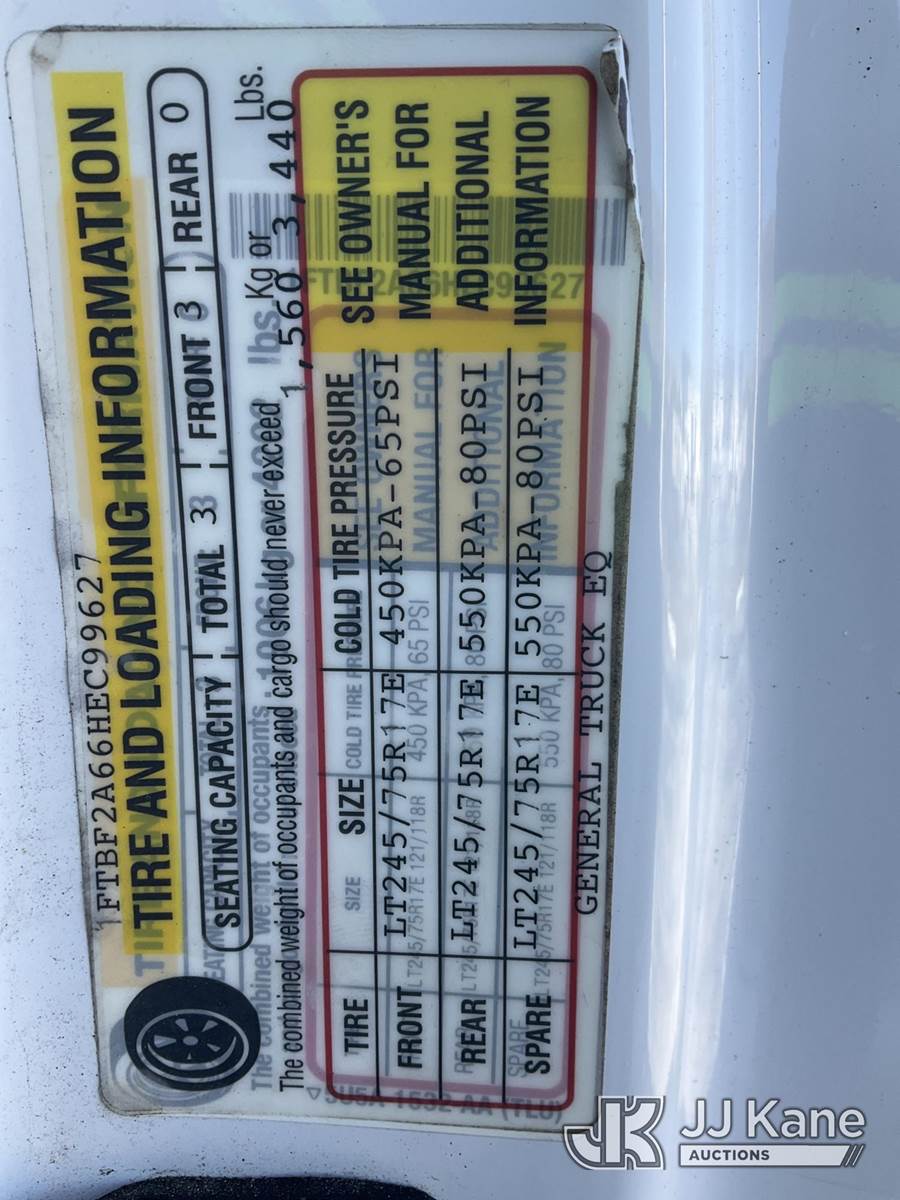 1FTBF2A66HEC99627
TIRE AND LOADING INFORMATION
SEATING CAPACITY TOTAL 3 FRONT 3 REAR 0
The combined weight of occupants and cargo should never exceed 1,560 Kg or 3,440 Lbs.
TIRE SIZE COLD TIRE PRESSURE SEE OWNER'S
FRONT LT245/75R17E 450KPA-65PSI MANUAL FOR
REAR LT245/75R17E 550KPA-80PSI ADDITIONAL
SPARE LT245/75R17E 550KPA-80PSI INFORMATION
GENERAL TRUCK EQ
JK JJ Kane
AUCTIONS